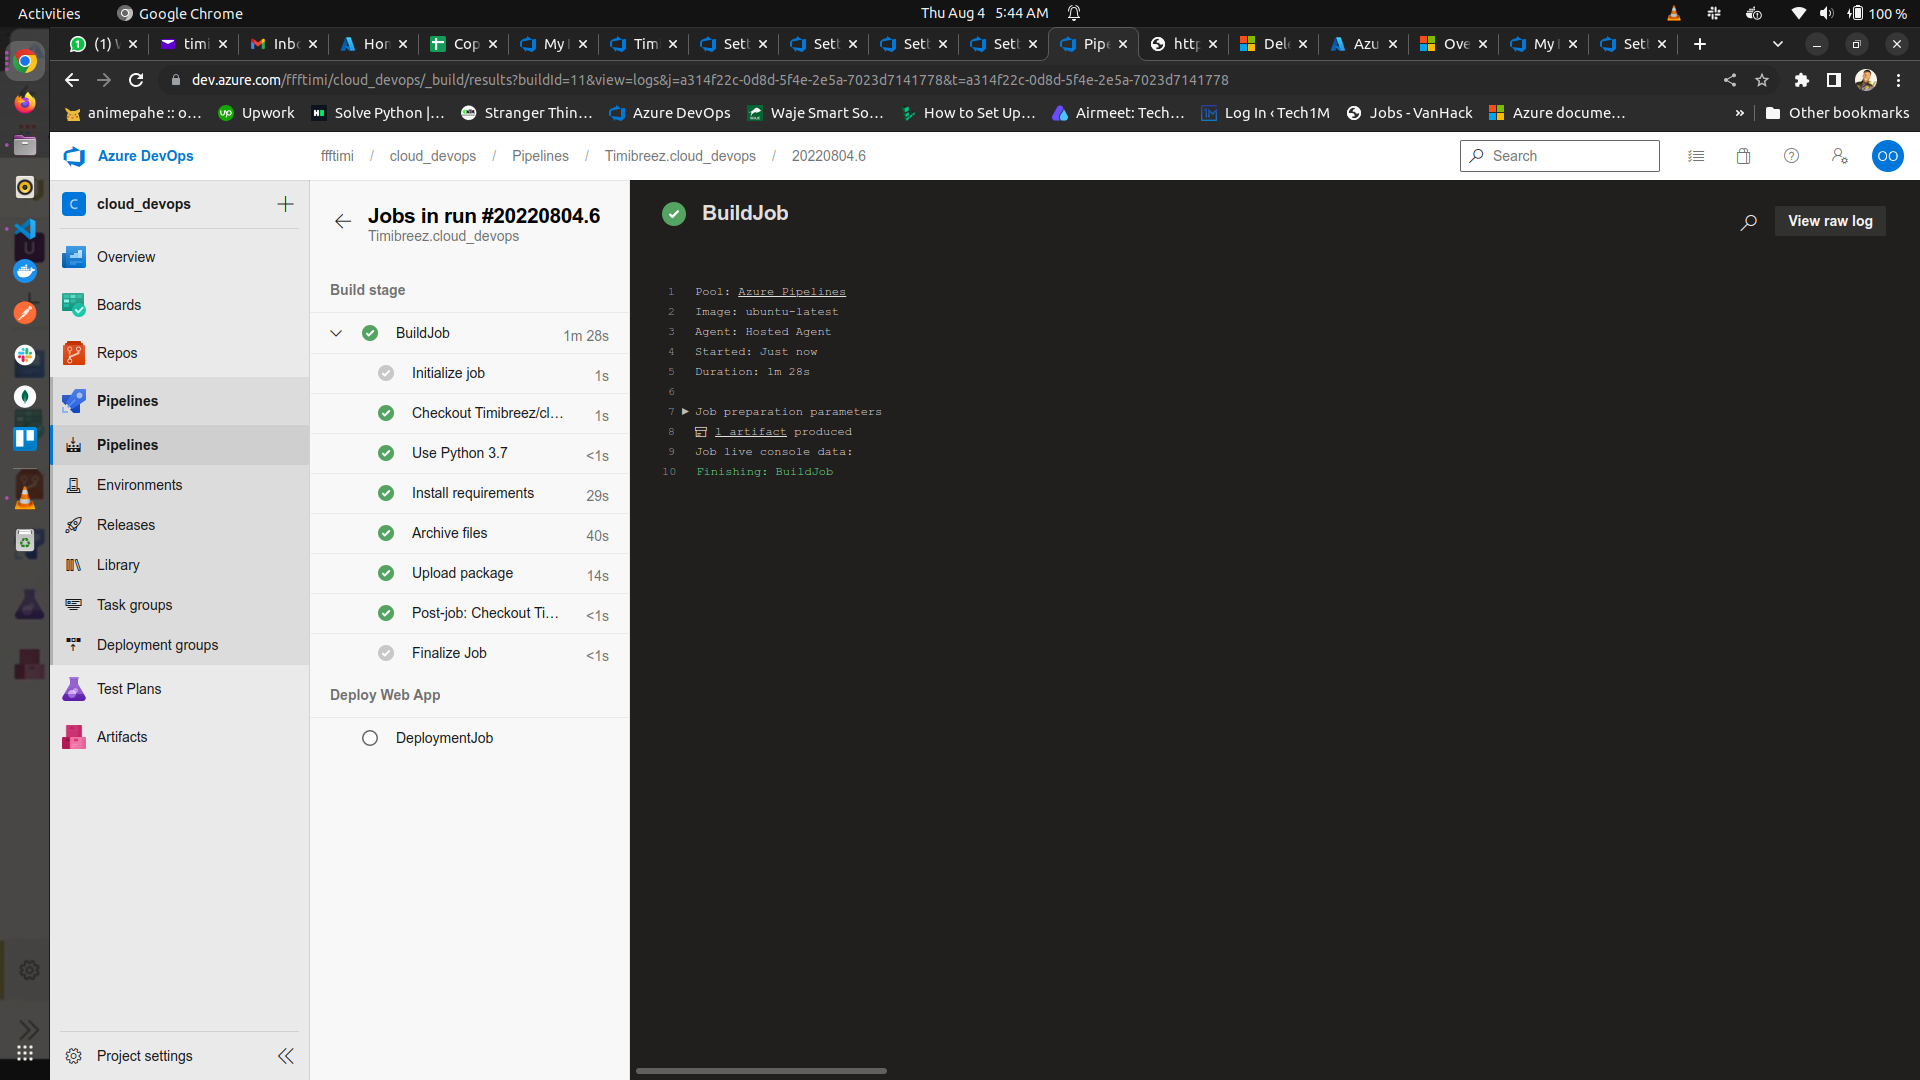 Activities
Google Chrome
Thu Aug 4 5:44 AM
100 %
(1) V
timi
Inbo
Hom
Cop
My I
Timi
Sett
Sett
Sett
Sett
Pipe
http
Dele
Azu
Ove
My I
Sett
dev.azure.com/ffftimi/cloud_devops/_build/results?buildId=11&view=logs&j=a314f22c-0d8d-5f4e-2e5a-7023d7141778&t=a314f22c-0d8d-5f4e-2e5a-7023d7141778
animepahe :: o…
Upwork
Solve Python |…
Stranger Thin…
Azure DevOps
Waje Smart So…
How to Set Up…
Airmeet: Tech…
Log In ‹ Tech1M
Jobs - VanHack
Azure docume…
»
Other bookmarks
Azure DevOps
ffftimi / cloud_devops / Pipelines / Timibreez.cloud_devops / 20220804.6
Search
OO
C
cloud_devops
Overview
Boards
Repos
Pipelines
Pipelines
Environments
Releases
Library
Task groups
Deployment groups
Test Plans
Artifacts
Project settings
Jobs in run #20220804.6
Timibreez.cloud_devops
Build stage
BuildJob 1m 28s
Initialize job 1s
Checkout Timibreez/cl… 1s
Use Python 3.7 <1s
Install requirements 29s
Archive files 40s
Upload package 14s
Post-job: Checkout Ti… <1s
Finalize Job <1s
Deploy Web App
DeploymentJob
BuildJob
View raw log
1 Pool: Azure Pipelines
2 Image: ubuntu-latest
3 Agent: Hosted Agent
4 Started: Just now
5 Duration: 1m 28s
6
7 Job preparation parameters
8 1 artifact produced
9 Job live console data:
10 Finishing: BuildJob